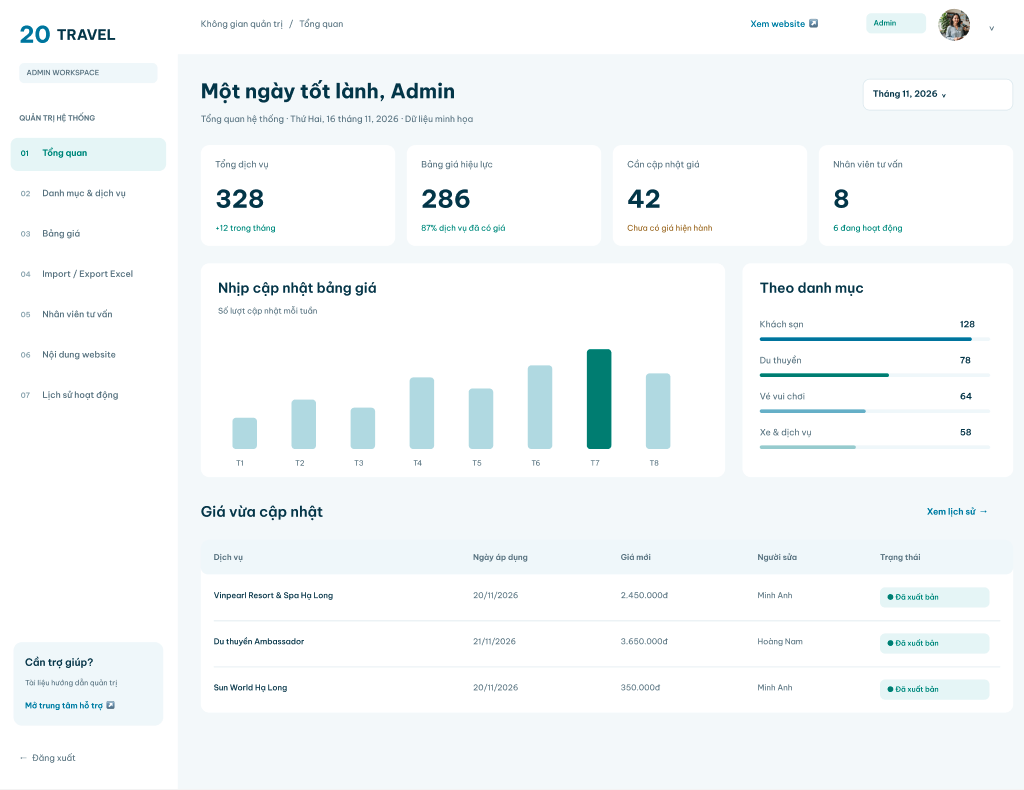 20 TRAVEL
ADMIN WORKSPACE
QUẢN TRỊ HỆ THỐNG
01 Tổng quan
02 Danh mục & dịch vụ
03 Bảng giá
04 Import / Export Excel
05 Nhân viên tư vấn
06 Nội dung website
07 Lịch sử hoạt động
Cần trợ giúp?
Tài liệu hướng dẫn quản trị
Mở trung tâm hỗ trợ ↗
← Đăng xuất
Không gian quản trị / Tổng quan
Xem website ↗
Admin
v
Một ngày tốt lành, Admin
Tổng quan hệ thống · Thứ Hai, 16 tháng 11, 2026 · Dữ liệu minh họa
Tháng 11, 2026 v
Tổng dịch vụ
328
+12 trong tháng
Bảng giá hiệu lực
286
87% dịch vụ đã có giá
Cần cập nhật giá
42
Chưa có giá hiện hành
Nhân viên tư vấn
8
6 đang hoạt động
Nhịp cập nhật bảng giá
Số lượt cập nhật mỗi tuần
T1 T2 T3 T4 T5 T6 T7 T8
Theo danh mục
Khách sạn 128
Du thuyền 78
Vé vui chơi 64
Xe & dịch vụ 58
Giá vừa cập nhật
Xem lịch sử →
Dịch vụ Ngày áp dụng Giá mới Người sửa Trạng thái
Vinpearl Resort & Spa Hạ Long 20/11/2026 2.450.000đ Minh Anh ● Đã xuất bản
Du thuyền Ambassador 21/11/2026 3.650.000đ Hoàng Nam ● Đã xuất bản
Sun World Hạ Long 20/11/2026 350.000đ Minh Anh ● Đã xuất bản